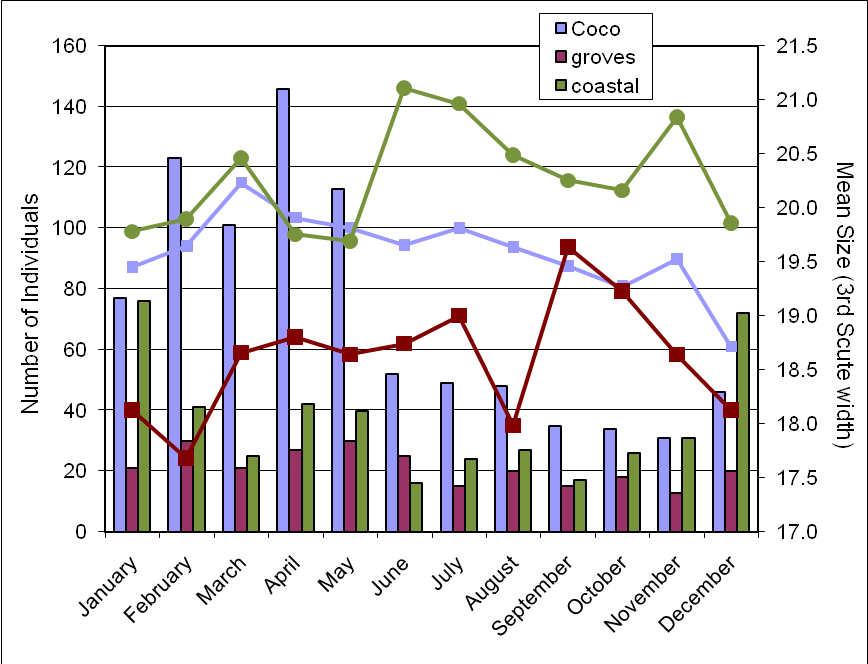 Coco
groves
coastal
160
140
120
100
80
60
40
20
0
Number of Individuals
21.5
21.0
20.5
20.0
19.5
19.0
18.5
18.0
17.5
17.0
Mean Size (3rd Scute width)
January
February
March
April
May
June
July
August
September
October
November
December